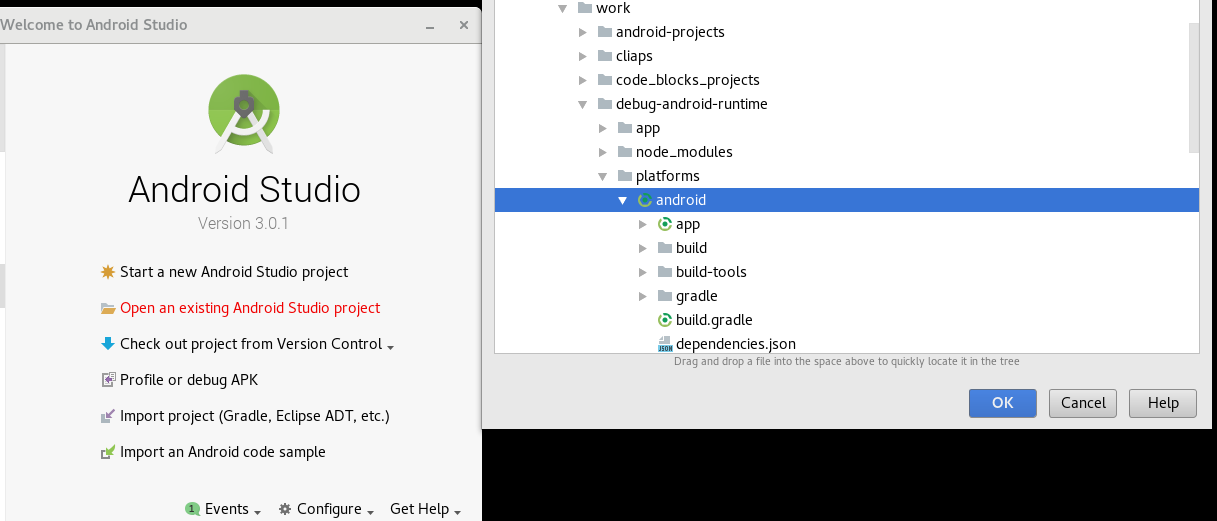 Welcome to Android Studio
Android Studio
Version 3.0.1
Start a new Android Studio project
Open an existing Android Studio project
Check out project from Version Control
Profile or debug APK
Import project (Gradle, Eclipse ADT, etc.)
Import an Android code sample
1 Events
Configure
Get Help
work
android-projects
cliaps
code_blocks_projects
debug-android-runtime
app
node_modules
platforms
android
app
build
build-tools
gradle
build.gradle
JSON dependencies.json
Drag and drop a file into the space above to quickly locate it in the tree
OK
Cancel
Help